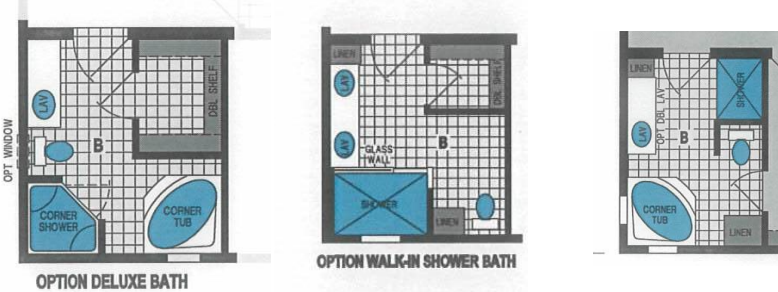 LAV
DBL SHELF
OPT WINDOW
B
CORNER
SHOWER
CORNER
TUB
OPTION DELUXE BATH
LINEN
LAV
DBL SHELF
LAV
GLASS
WALL
B
SHOWER
LINEN
OPTION WALK-IN SHOWER BATH
LINEN
SHOWER
LAV
OPT DBL LAV
B
CORNER
TUB
LINEN